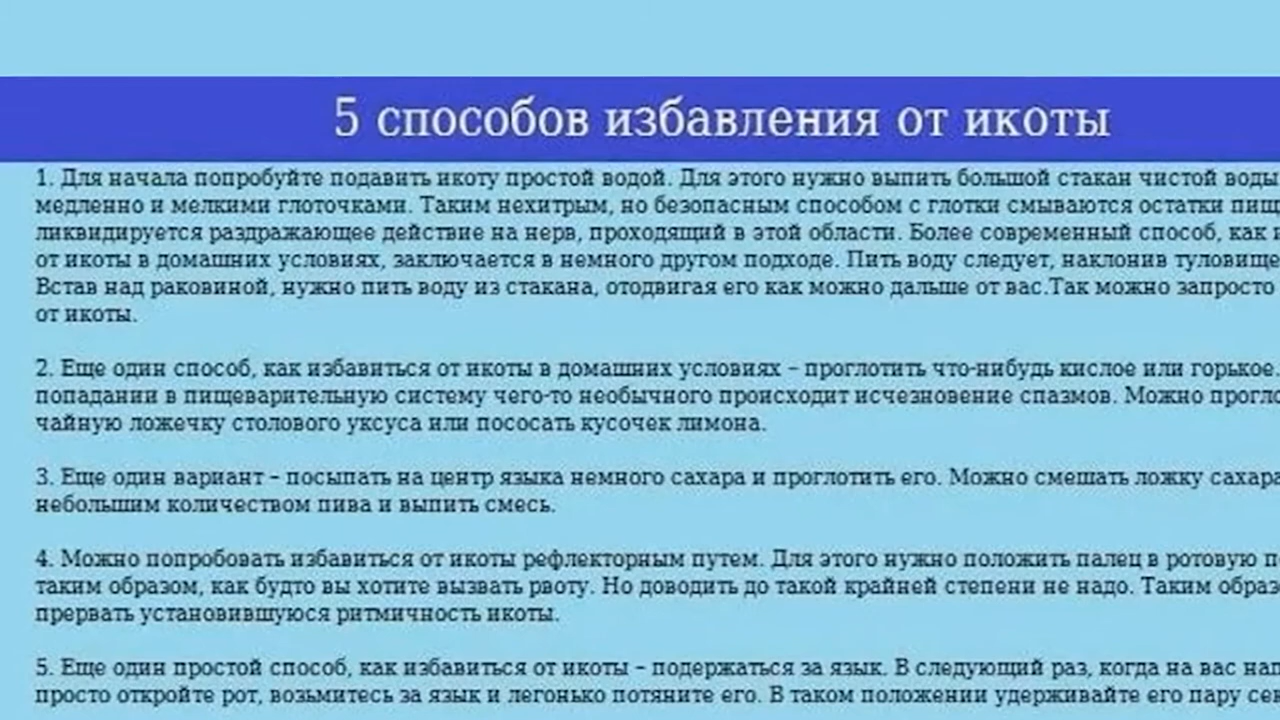 5 способов избавления от икоты
1. Для начала попробуйте подавить икоту простой водой. Для этого нужно выпить большой стакан чистой воды
медленно и мелкими глоточками. Таким нехитрым, но безопасным способом с глотки смываются остатки
ликвидируется раздражающее действие на нерв, проходящий в этой области. Более современный способ, как
от икоты в домашних условиях, заключается в немного другом подходе. Пить воду следует, наклонив туловище
Встав над раковиной, нужно пить воду из стакана, отодвигая его как можно дальше от вас.Так можно запросто
от икоты.
2. Еще один способ, как избавиться от икоты в домашних условиях – проглотить что-нибудь кислое или горькое.
попадании в пищеварительную систему чего-то необычного происходит исчезновение спазмов. Можно
чайную ложечку столового уксуса или пососать кусочек лимона.
3. Еще один вариант – посыпать на центр языка немного сахара и проглотить его. Можно смешать ложку сахара
небольшим количеством пива и выпить смесь.
4. Можно попробовать избавиться от икоты рефлекторным путем. Для этого нужно положить палец в ротовую
таким образом, как будто вы хотите вызвать рвоту. Но доводить до такой крайней степени не надо. Таким
прервать установившуюся ритмичность икоты.
5. Еще один простой способ, как избавиться от икоты – подержаться за язык. В следующий раз, когда на вас
просто откройте рот, возьмитесь за язык и легонько потяните его. В таком положении удерживайте его пару